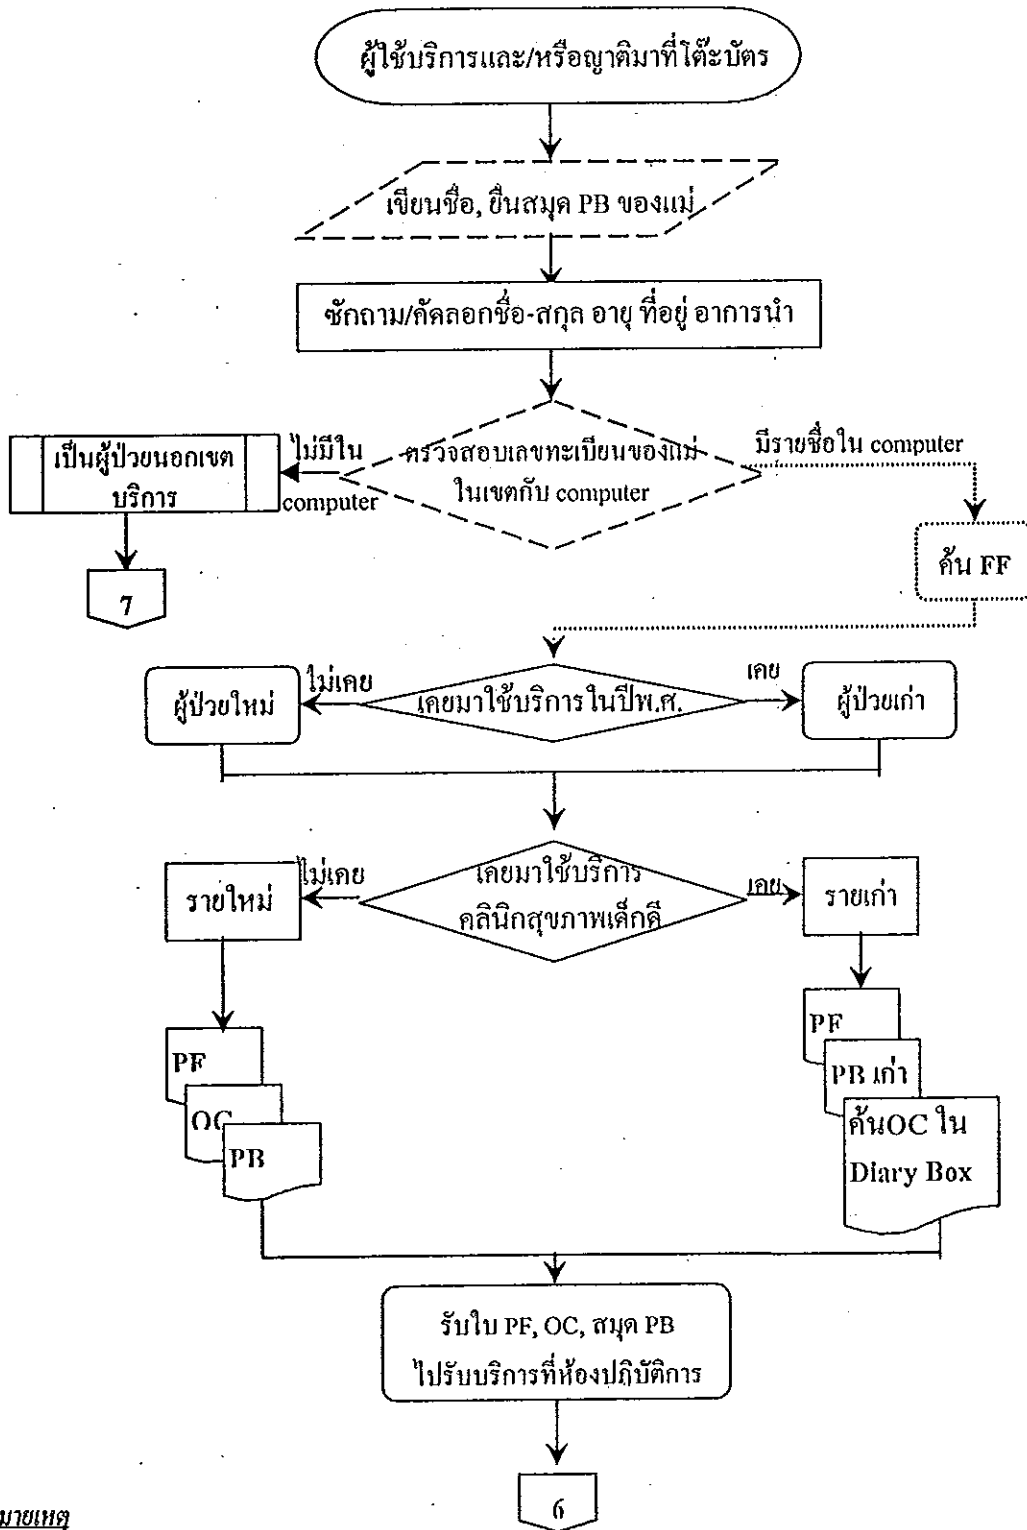 ผู้ใช้บริการและ/หรือญาติมาที่โต๊ะบัตร
เขียนชื่อ, ยื่นสมุด PB ของแม่
ซักถาม/คัดลอกชื่อ-สกุล อายุ ที่อยู่ อาการนำ
ตรวจสอบเลขทะเบียนของแม่
ในเขตกับ computer
ไม่มีใน
computer
มีรายชื่อใน computer
เป็นผู้ป่วยนอกเขต
บริการ
7
ค้น FF
เคยมาใช้บริการในปีพ.ศ.
ไม่เคย
เคย
ผู้ป่วยใหม่
ผู้ป่วยเก่า
เคยมาใช้บริการ
คลินิกสุขภาพเด็กดี
ไม่เคย
เคย
รายใหม่
รายเก่า
PF
OC
PB
PF
PB เก่า
ค้นOC ใน
Diary Box
รับใบ PF, OC, สมุด PB
ไปรับบริการที่ห้องปฏิบัติการ
6
มายเหตุ